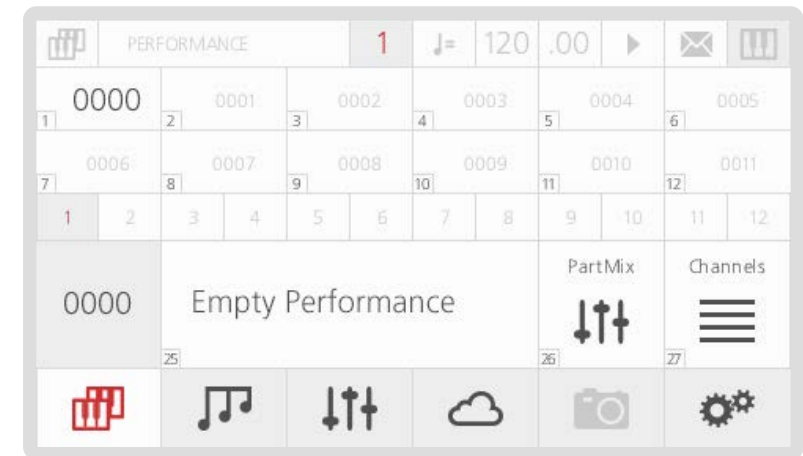 PERFORMANCE 1 ♩= 120 .00
0000 0001 0002 0003 0004 0005
1 2 3 4 5 6
0006 0007 0008 0009 0010 0011
7 8 9 10 11 12
1 2 3 4 5 6 7 8 9 10 11 12
PartMix Channels
0000 Empty Performance
25 26 27